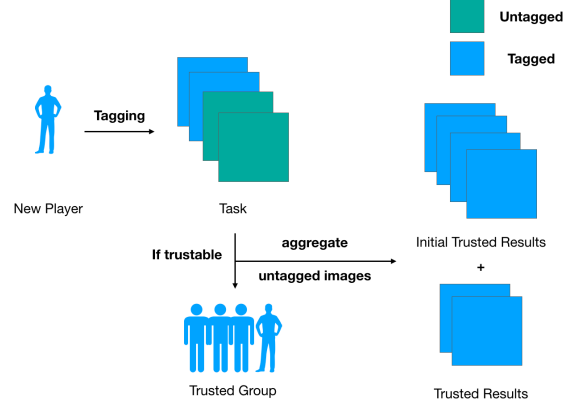 Untagged
Tagged
Tagging
New Player
Task
If trustable
aggregate
untagged images
Initial Trusted Results
+
Trusted Group
Trusted Results